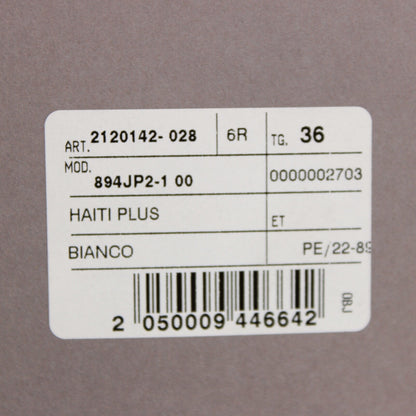 ART. 2120142- 028 6R TG. 36
MOD. 894JP2-1 00 0000002703
HAITI PLUS ET
BIANCO PE/22-89
2 050009 446642
OBJ